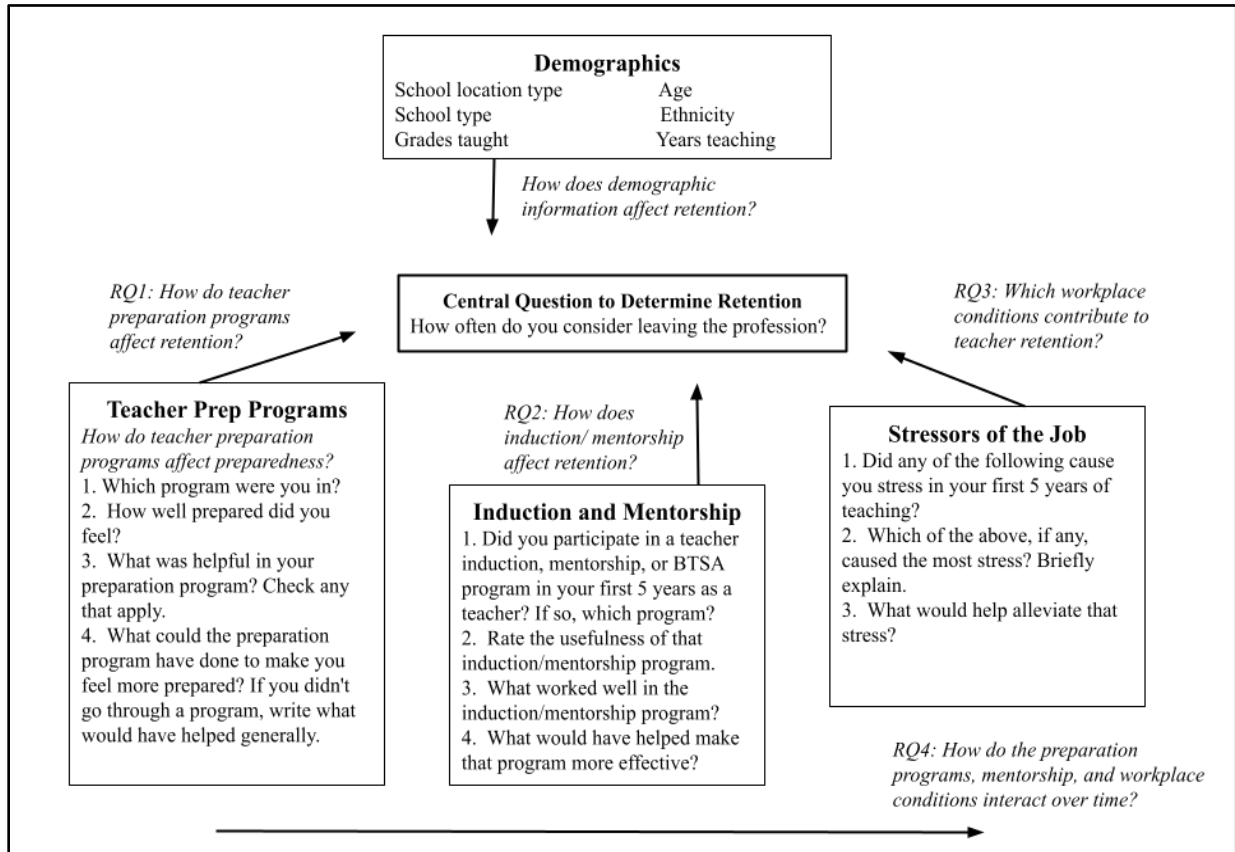 Demographics
School location type Age
School type Ethnicity
Grades taught Years teaching
How does demographic
information affect retention?
RQ1: How do teacher
preparation programs
affect retention?
Central Question to Determine Retention
How often do you consider leaving the profession?
RQ3: Which workplace
conditions contribute to
teacher retention?
Teacher Prep Programs
How do teacher preparation
programs affect preparedness?
1. Which program were you in?
2. How well prepared did you
feel?
3. What was helpful in your
preparation program? Check any
that apply.
4. What could the preparation
program have done to make you
feel more prepared? If you didn't
go through a program, write what
would have helped generally.
RQ2: How does
induction/ mentorship
affect retention?
Induction and Mentorship
1. Did you participate in a teacher
induction, mentorship, or BTSA
program in your first 5 years as a
teacher? If so, which program?
2. Rate the usefulness of that
induction/mentorship program.
3. What worked well in the
induction/mentorship program?
4. What would have helped make
that program more effective?
Stressors of the Job
1. Did any of the following cause
you stress in your first 5 years of
teaching?
2. Which of the above, if any,
caused the most stress? Briefly
explain.
3. What would help alleviate that
stress?
RQ4: How do the preparation
programs, mentorship, and workplace
conditions interact over time?